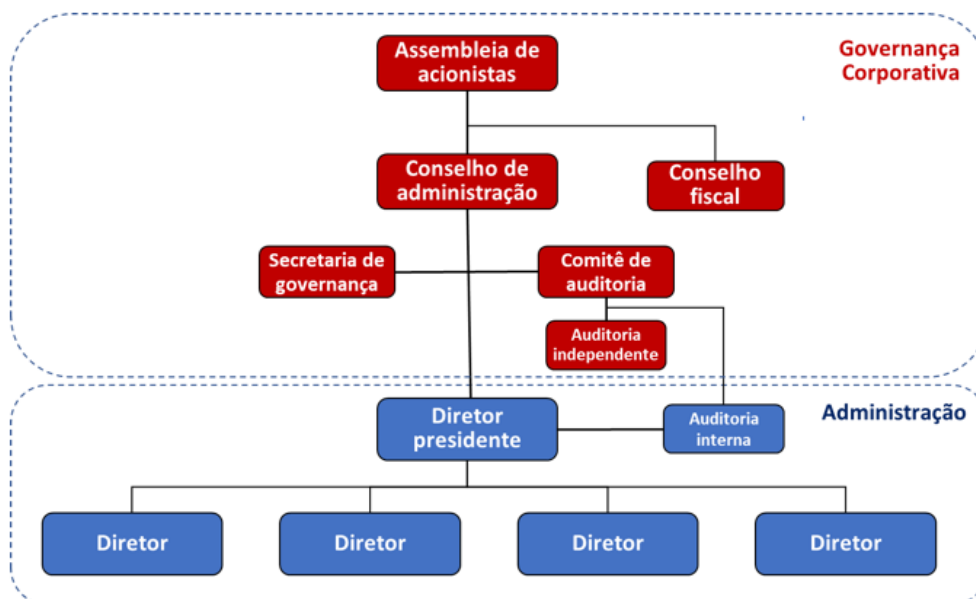 Assembleia de
acionistas
Governança
Corporativa
Conselho de
administração
Conselho
fiscal
Secretaria de
governança
Comitê de
auditoria
Auditoria
independente
Diretor
presidente
Auditoria
interna
Administração
Diretor
Diretor
Diretor
Diretor